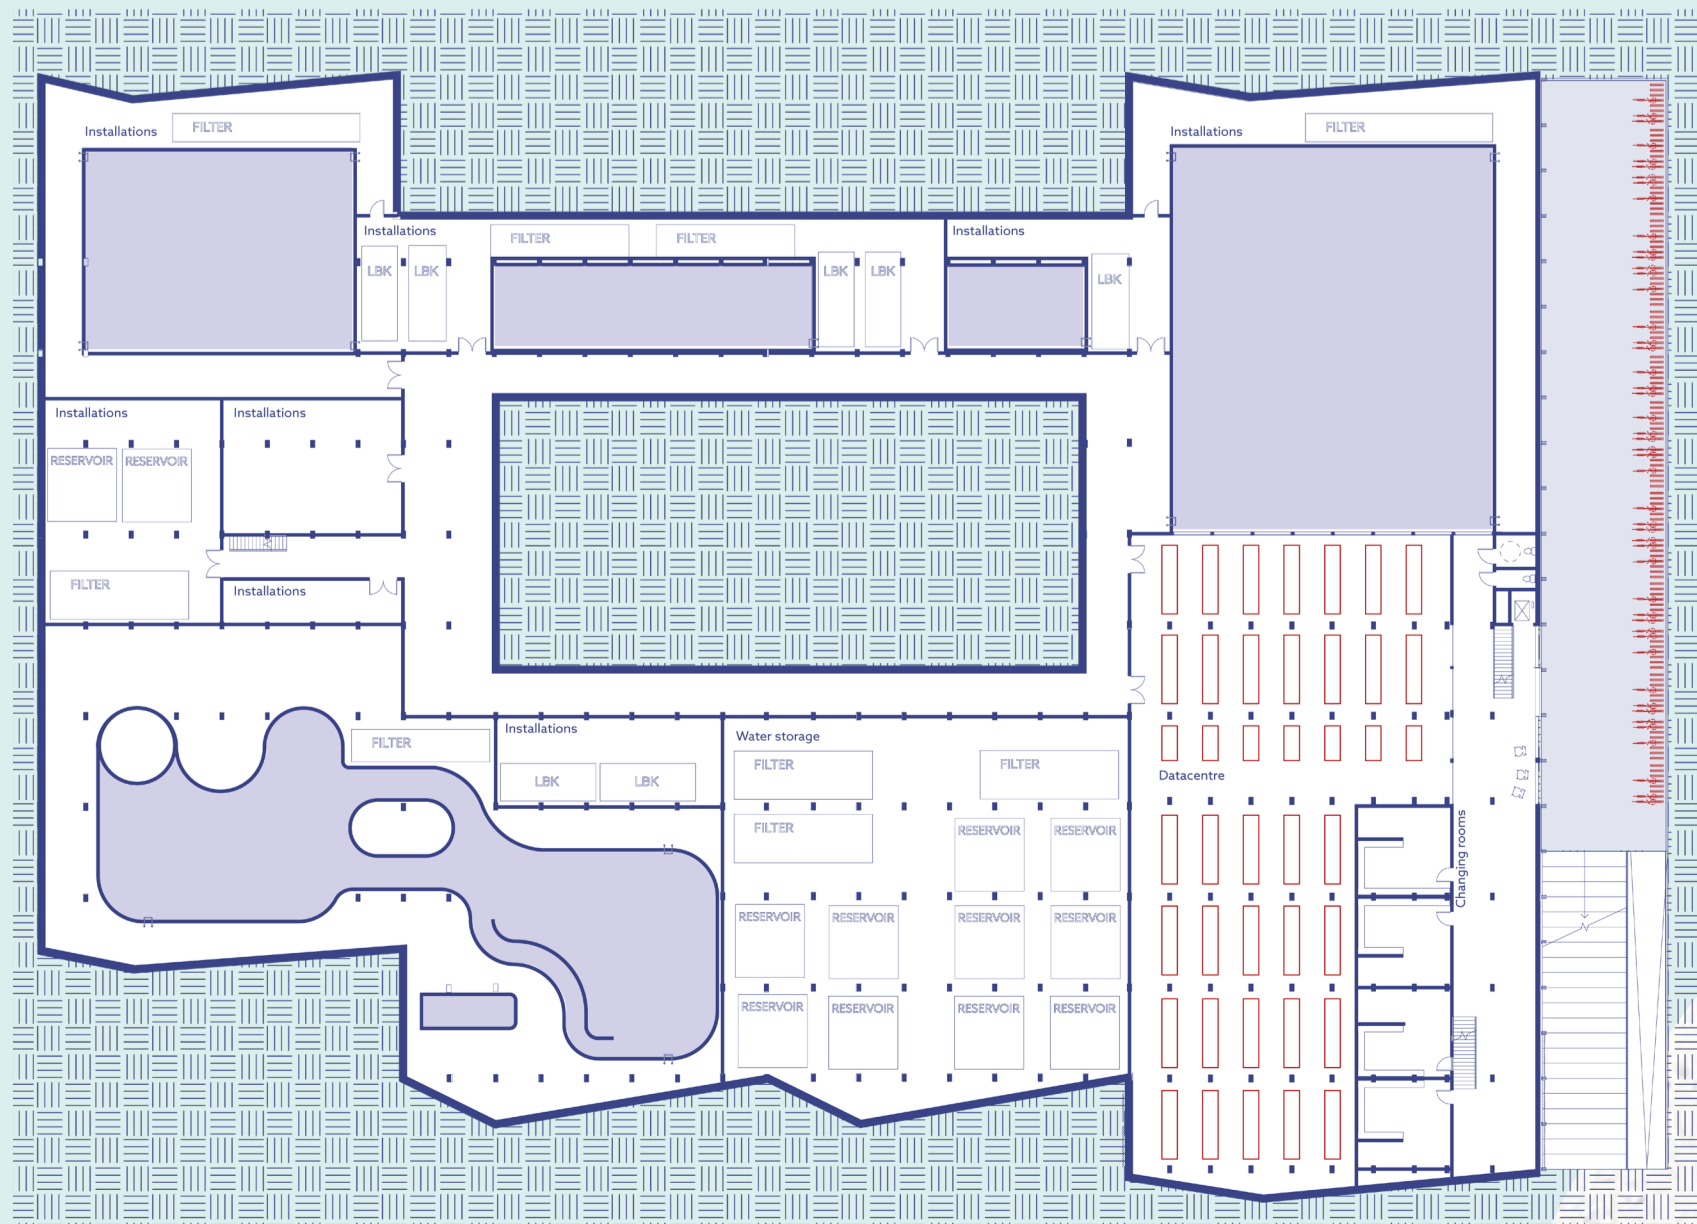 Installations
FILTER
Installations
FILTER
Installations
FILTER
FILTER
Installations
LBK
LBK
LBK
LBK
LBK
Installations
Installations
RESERVOIR
RESERVOIR
FILTER
Installations
FILTER
Installations
LBK
LBK
Water storage
FILTER
FILTER
FILTER
RESERVOIR
RESERVOIR
RESERVOIR
RESERVOIR
RESERVOIR
RESERVOIR
RESERVOIR
RESERVOIR
RESERVOIR
RESERVOIR
Datacentre
Changing rooms